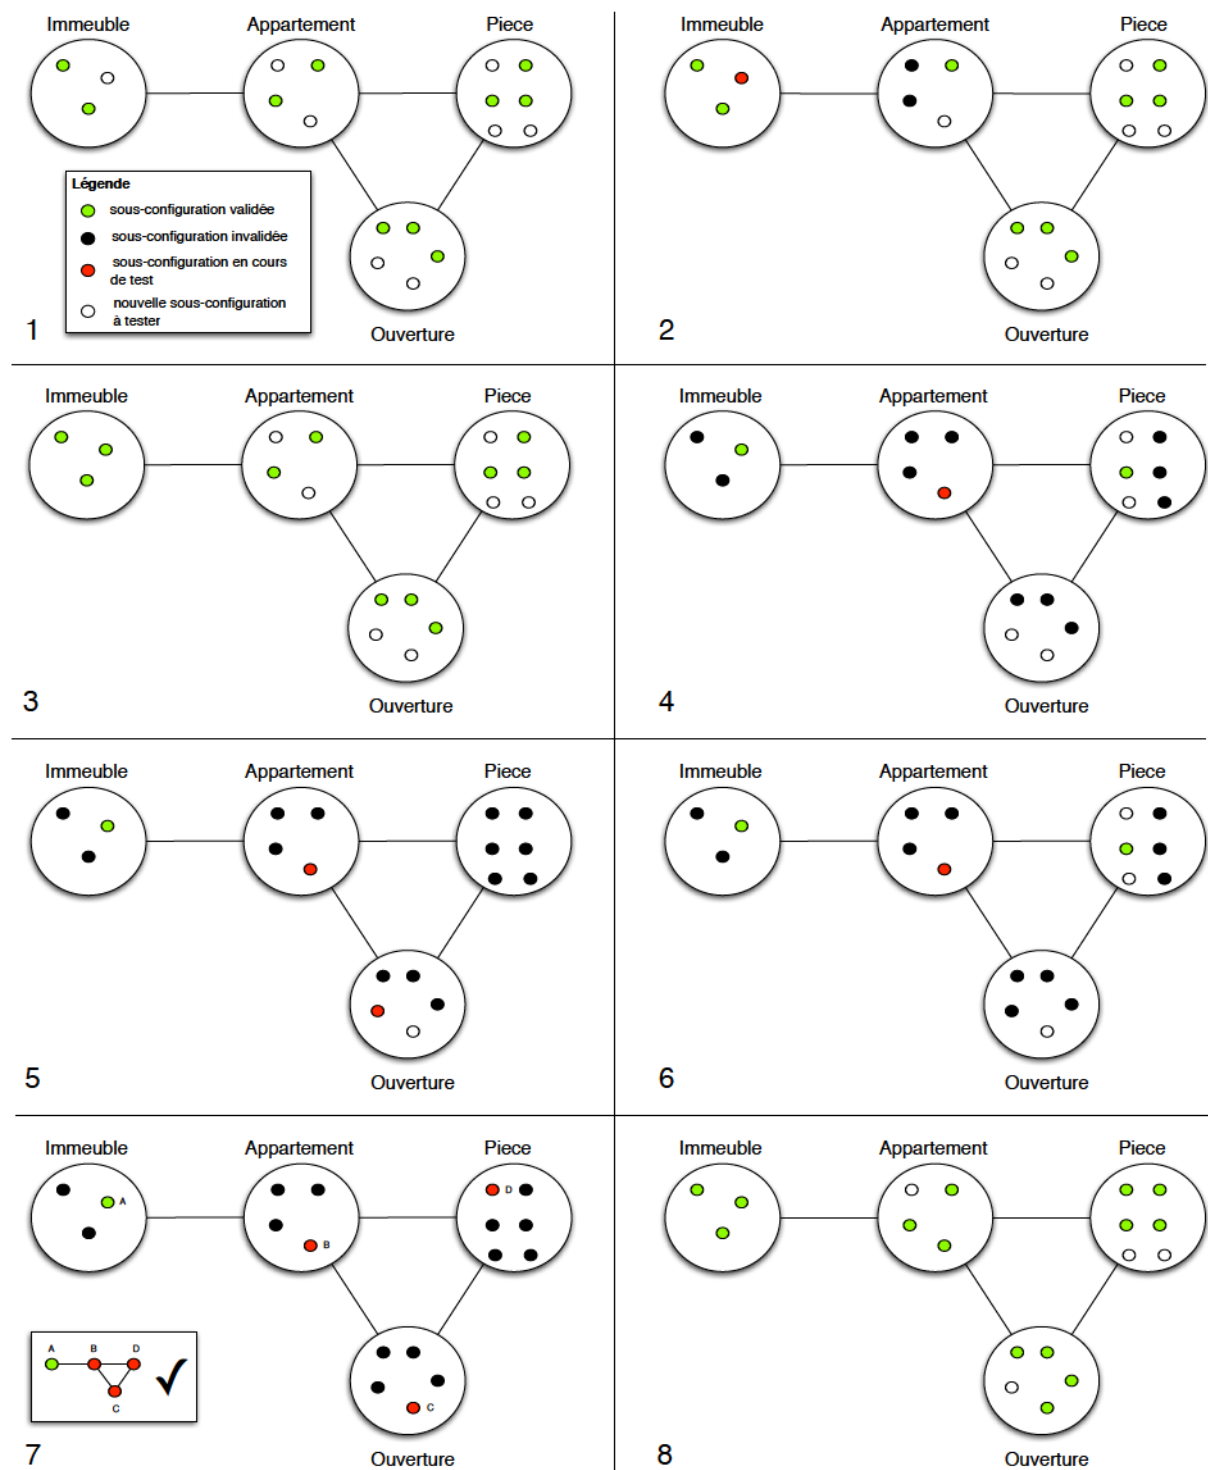 Immeuble Appartement Piece
Légende
sous-configuration validée
sous-configuration invalidée
sous-configuration en cours
de test
nouvelle sous-configuration
à tester
1
Ouverture
Immeuble Appartement Piece
2
Ouverture
Immeuble Appartement Piece
3
Ouverture
Immeuble Appartement Piece
4
Ouverture
Immeuble Appartement Piece
5
Ouverture
Immeuble Appartement Piece
6
Ouverture
Immeuble Appartement Piece
D
A
B
A B D
C
C
7
Ouverture
Immeuble Appartement Piece
8
Ouverture